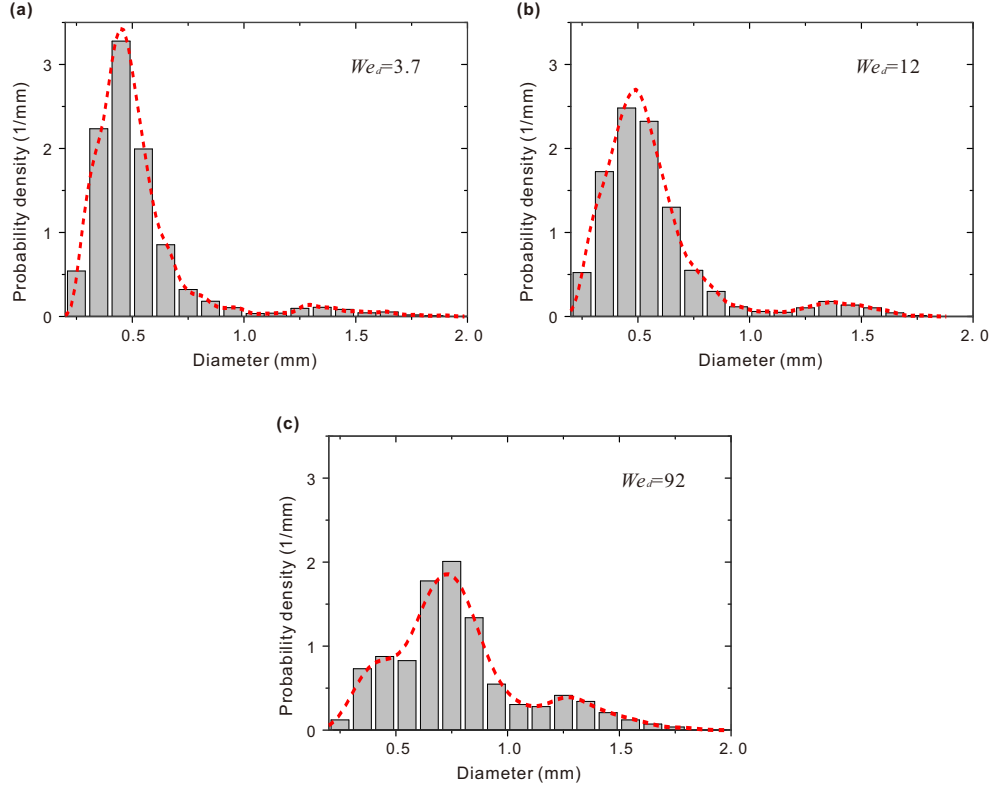 (a)
We_d=3.7
Probability density (1/mm)
3
2
1
0
0.5
1.0
1.5
2.0
Diameter (mm)
(b)
We_d=12
Probability density (1/mm)
3
2
1
0
0.5
1.0
1.5
2.0
Diameter (mm)
(c)
We_d=92
Probability density (1/mm)
3
2
1
0
0.5
1.0
1.5
2.0
Diameter (mm)